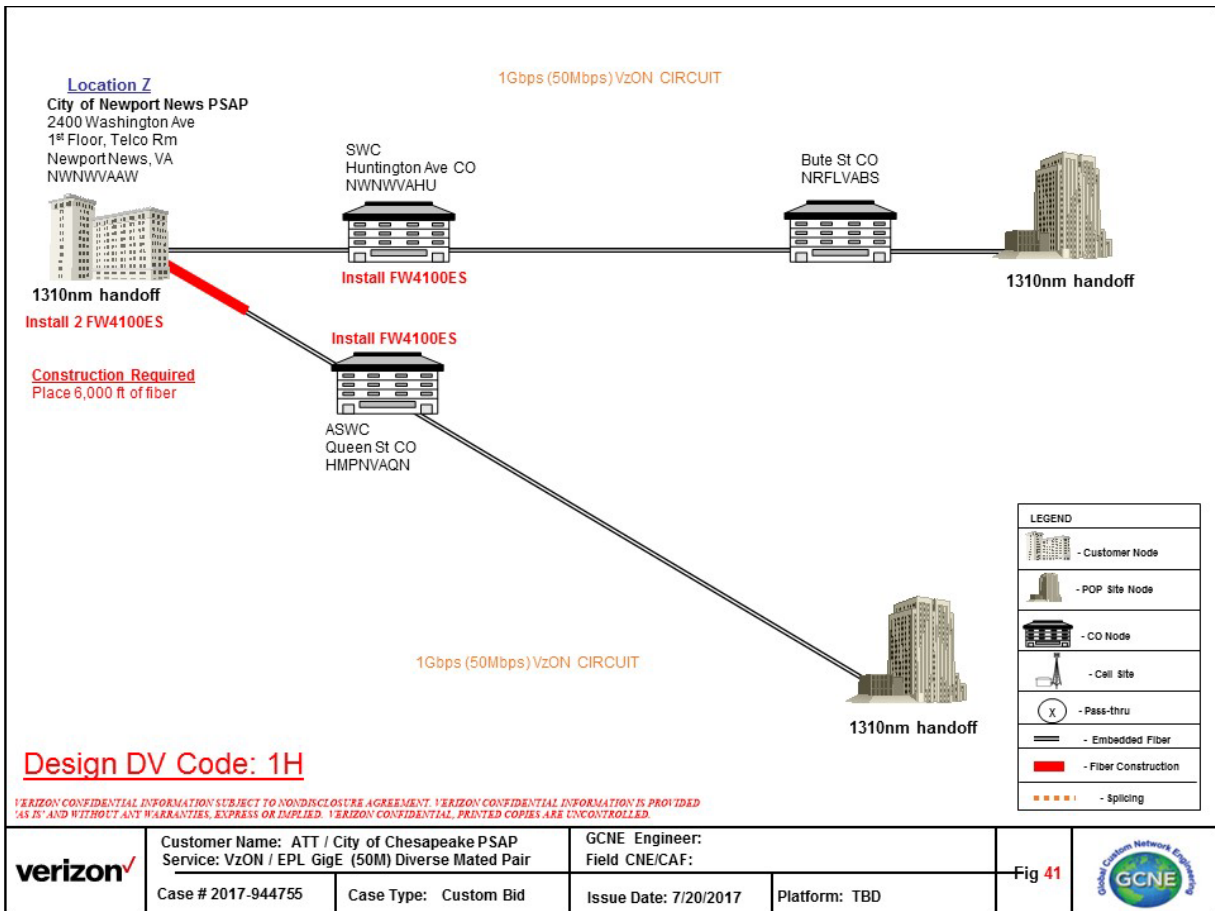 1Gbps (50Mbps) VzON CIRCUIT
Location Z
City of Newport News PSAP
2400 Washington Ave
1st Floor, Telco Rm
Newport News, VA
NWNWVAAW
SWC
Huntington Ave CO
NWNWVAHU
Bute St CO
NRFLVABS
Install FW4100ES
1310nm handoff
1310nm handoff
Install 2 FW4100ES
Install FW4100ES
Construction Required
Place 6,000 ft of fiber
ASWC
Queen St CO
HMPNVAQN
1Gbps (50Mbps) VzON CIRCUIT
1310nm handoff
LEGEND
- Customer Node
- POP Site Node
- CO Node
- Cell Site
X
- Pass-thru
- Embedded Fiber
- Fiber Construction
- Splicing
Design DV Code: 1H
VERIZON CONFIDENTIAL INFORMATION SUBJECT TO NONDISCLOSURE AGREEMENT. VERIZON CONFIDENTIAL INFORMATION IS PROVIDED
'AS IS' AND WITHOUT ANY WARRANTIES, EXPRESS OR IMPLIED. VERIZON CONFIDENTIAL, PRINTED COPIES ARE UNCONTROLLED.
verizon
Customer Name: ATT / City of Chesapeake PSAP
Service: VzON / EPL GigE (50M) Diverse Mated Pair
Case # 2017-944755
Case Type: Custom Bid
GCNE Engineer:
Field CNE/CAF:
Issue Date: 7/20/2017
Platform: TBD
Fig 41
Global Custom Network Engineering
GCNE